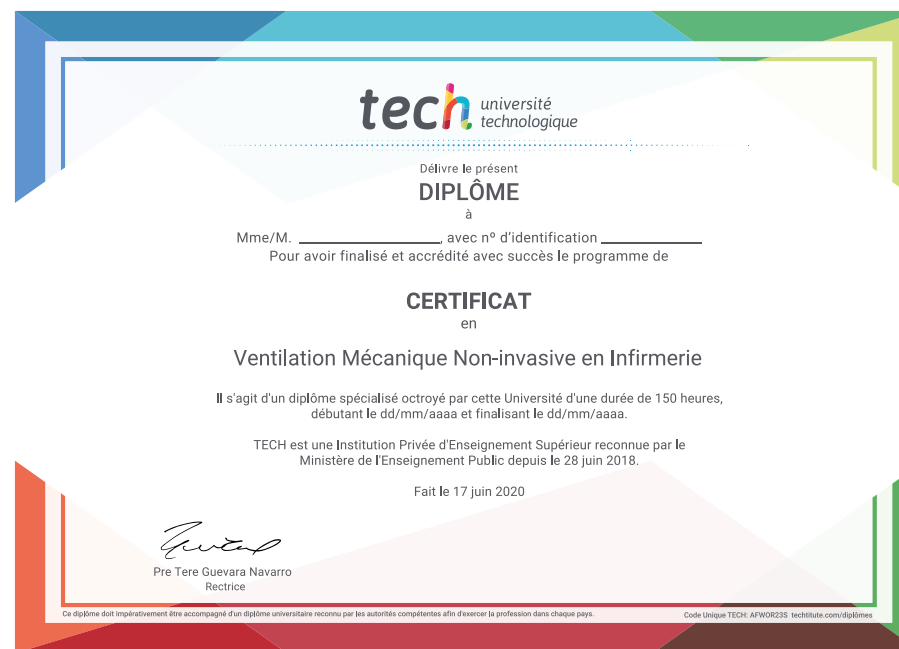 tech université
technologique
Délivre le présent
DIPLÔME
à
Mme/M. ____________________, avec nº d'identification ______________
Pour avoir finalisé et accrédité avec succès le programme de
CERTIFICAT
en
Ventilation Mécanique Non-invasive en Infirmerie
Il s'agit d'un diplôme spécialisé octroyé par cette Université d'une durée de 150 heures,
débutant le dd/mm/aaaa et finalisant le dd/mm/aaaa.
TECH est une Institution Privée d'Enseignement Supérieur reconnue par le
Ministère de l'Enseignement Public depuis le 28 juin 2018.
Fait le 17 juin 2020
Pre Tere Guevara Navarro
Rectrice
Ce diplôme doit impérativement être accompagné d'un diplôme universitaire reconnu par les autorités compétentes afin d'exercer la profession dans chaque pays.
Code Unique TECH: AFWOR23S techtitute.com/diplômes